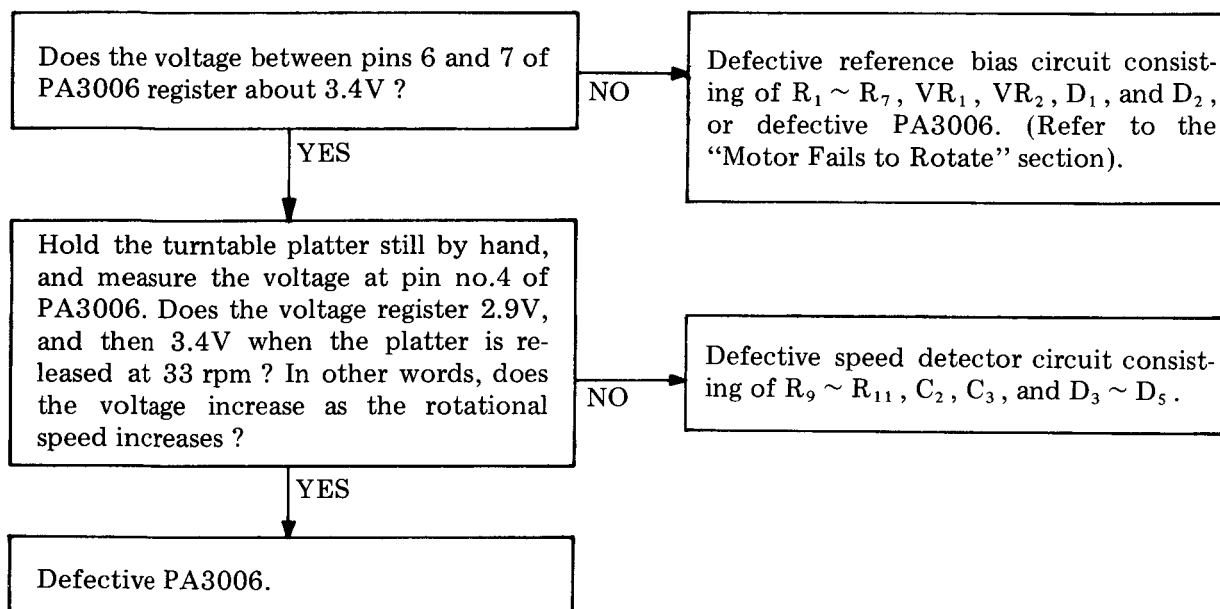 Does the voltage between pins 6 and 7 of
PA3006 register about 3.4V ?
NO
Defective reference bias circuit consist-
ing of R₁ ~ R₇, VR₁, VR₂, D₁, and D₂,
or defective PA3006. (Refer to the
“Motor Fails to Rotate” section).
YES
Hold the turntable platter still by hand,
and measure the voltage at pin no.4 of
PA3006. Does the voltage register 2.9V,
and then 3.4V when the platter is re-
leased at 33 rpm ? In other words, does
the voltage increase as the rotational
speed increases ?
NO
Defective speed detector circuit consist-
ing of R₉ ~ R₁₁, C₂, C₃, and D₃ ~ D₅.
YES
Defective PA3006.